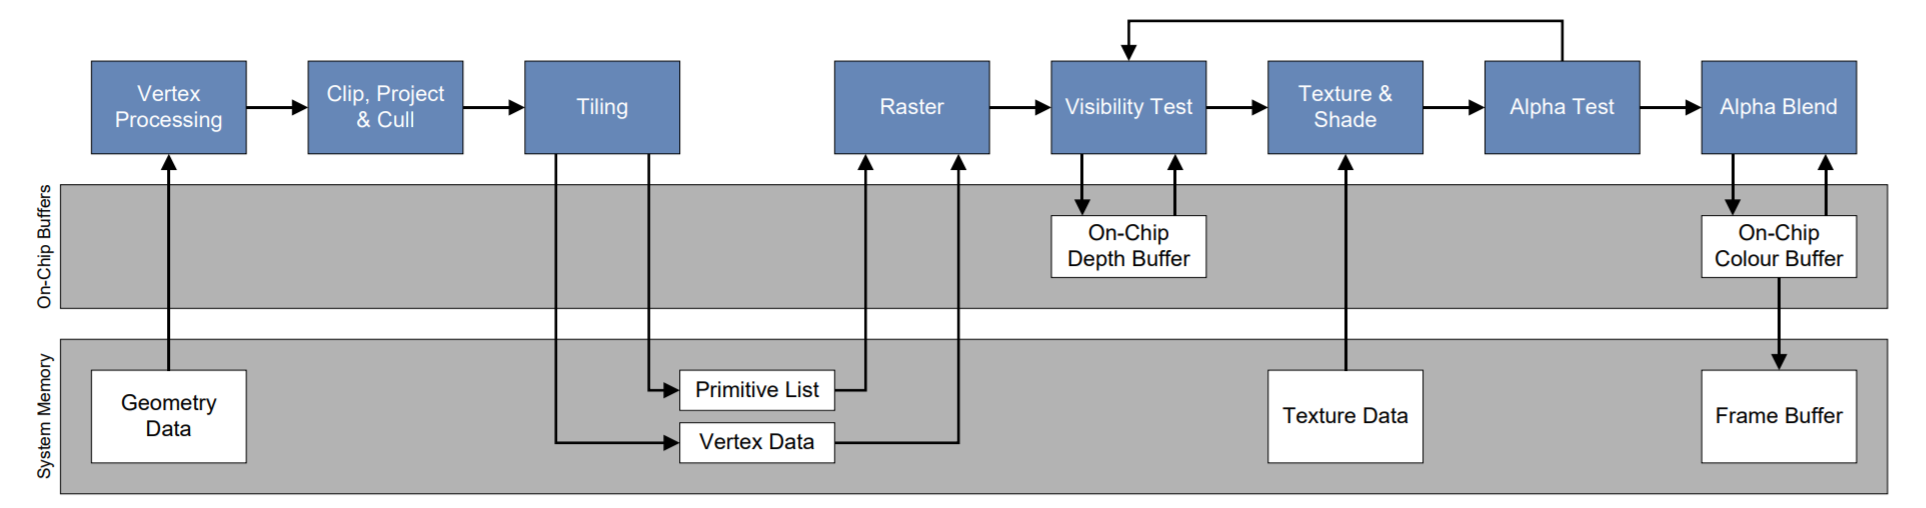 Vertex
Processing
Clip, Project
& Cull
Tiling
Raster
Visibility Test
Texture &
Shade
Alpha Test
Alpha Blend
On-Chip Buffers
On-Chip
Depth Buffer
On-Chip
Colour Buffer
System Memory
Geometry
Data
Primitive List
Vertex Data
Texture Data
Frame Buffer